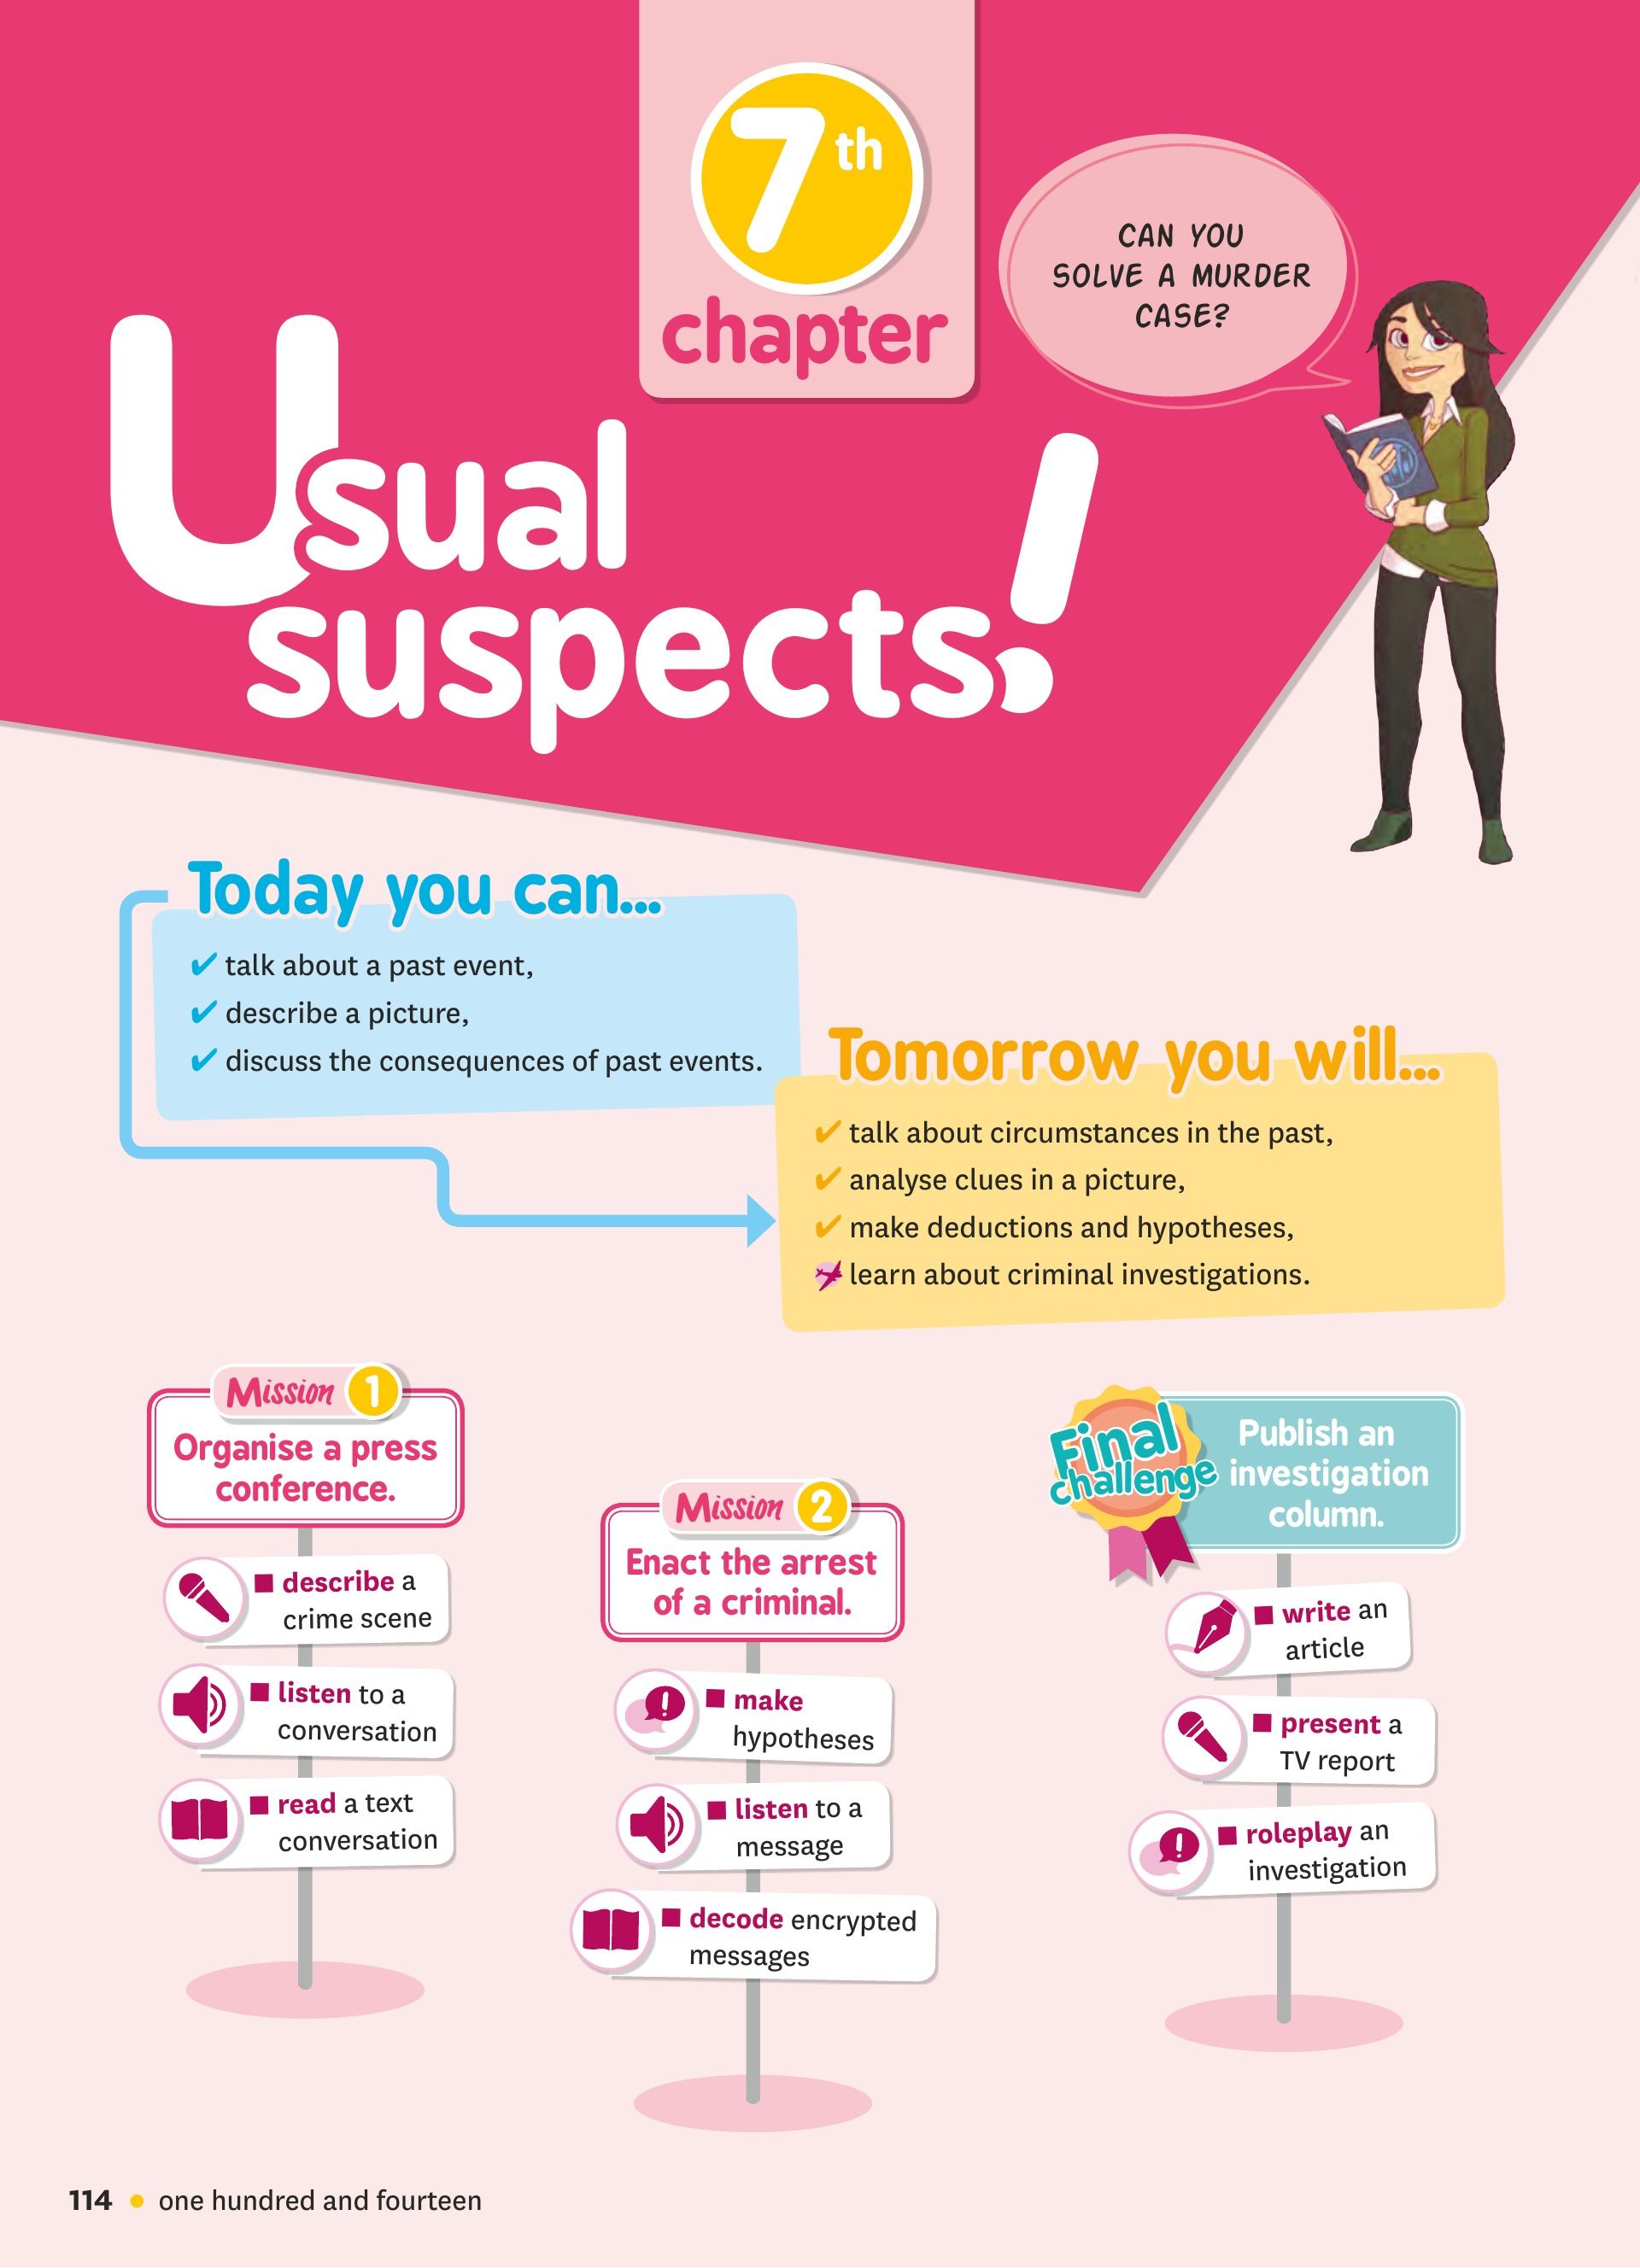 7th
chapter
CAN YOU
SOLVE A MURDER
CASE?
Usual
suspects!
Today you can...
✔ talk about a past event,
✔ describe a picture,
✔ discuss the consequences of past events.
Tomorrow you will...
✔ talk about circumstances in the past,
✔ analyse clues in a picture,
✔ make deductions and hypotheses,
learn about criminal investigations.
Mission 1
Organise a press
conference.
■ describe a
crime scene
■ listen to a
conversation
■ read a text
conversation
Mission 2
Enact the arrest
of a criminal.
■ make
hypotheses
■ listen to a
message
■ decode encrypted
messages
Final
challenge
Publish an
investigation
column.
■ write an
article
■ present a
TV report
■ roleplay an
investigation
114 • one hundred and fourteen